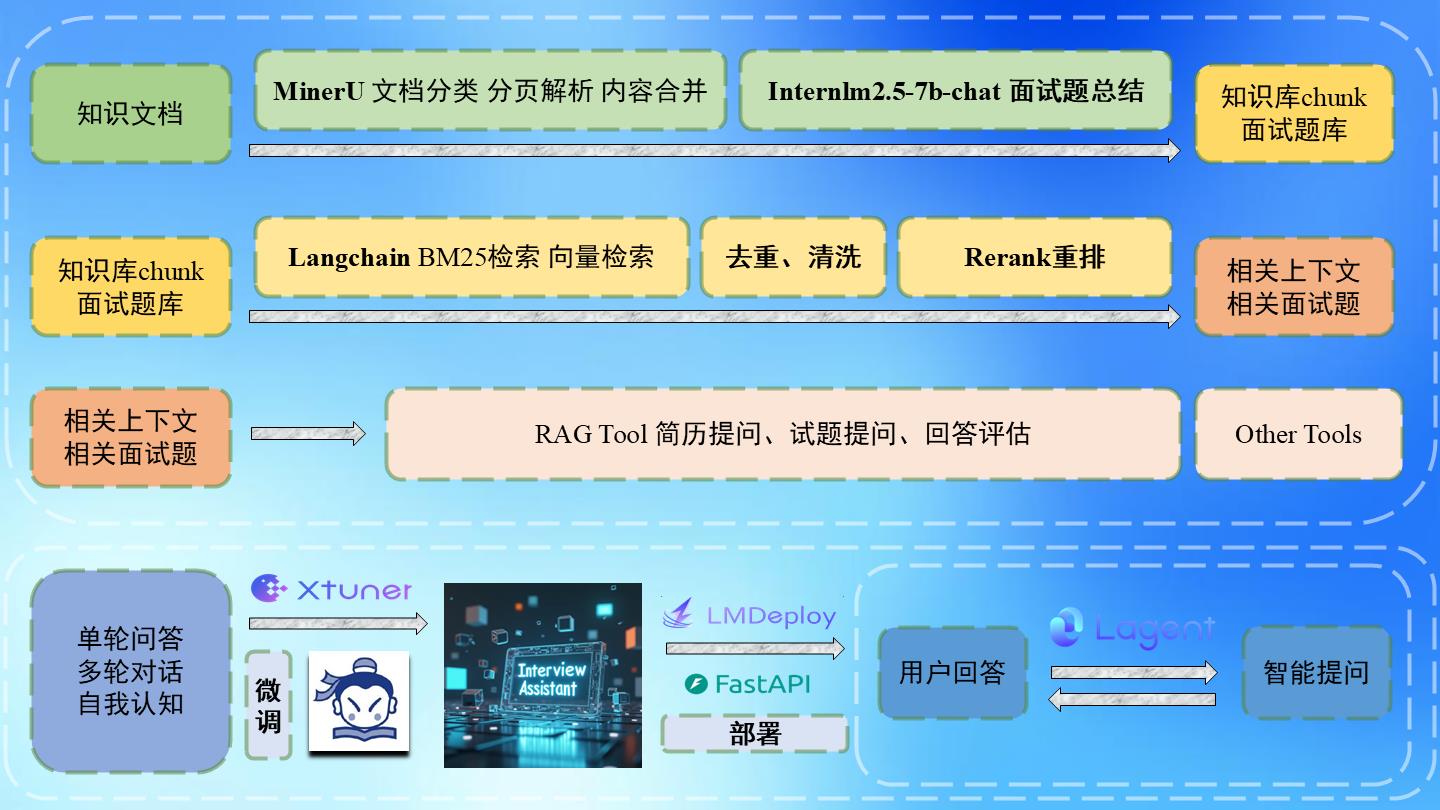 知识文档
MinerU 文档分类 分页解析 内容合并
Internlm2.5-7b-chat 面试题总结
知识库chunk
面试题库
知识库chunk
面试题库
Langchain BM25检索 向量检索
去重、清洗
Rerank重排
相关上下文
相关面试题
相关上下文
相关面试题
RAG Tool 简历提问、试题提问、回答评估
Other Tools
单轮问答
多轮对话
自我认知
Xtuner
微
调
Interview
Assistant
LMDeploy
FastAPI
部署
用户回答
Lagent
智能提问